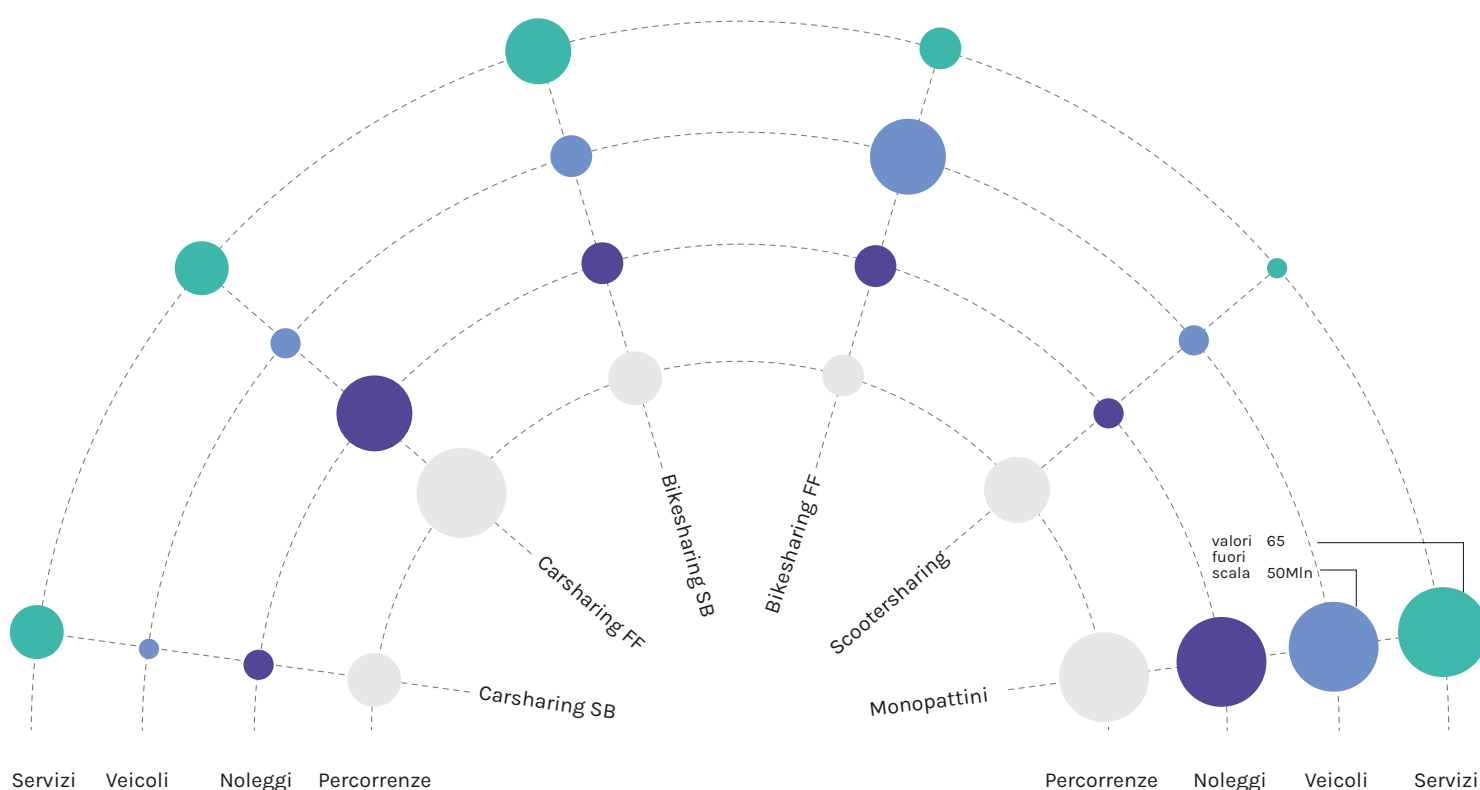 Bikesharing SB
Bikesharing FF
Carsharing FF
Scootersharing
Carsharing SB
Monopattini
valori 65
fuori
scala 50Mln
Servizi Veicoli Noleggi Percorrenze
Percorrenze Noleggi Veicoli Servizi